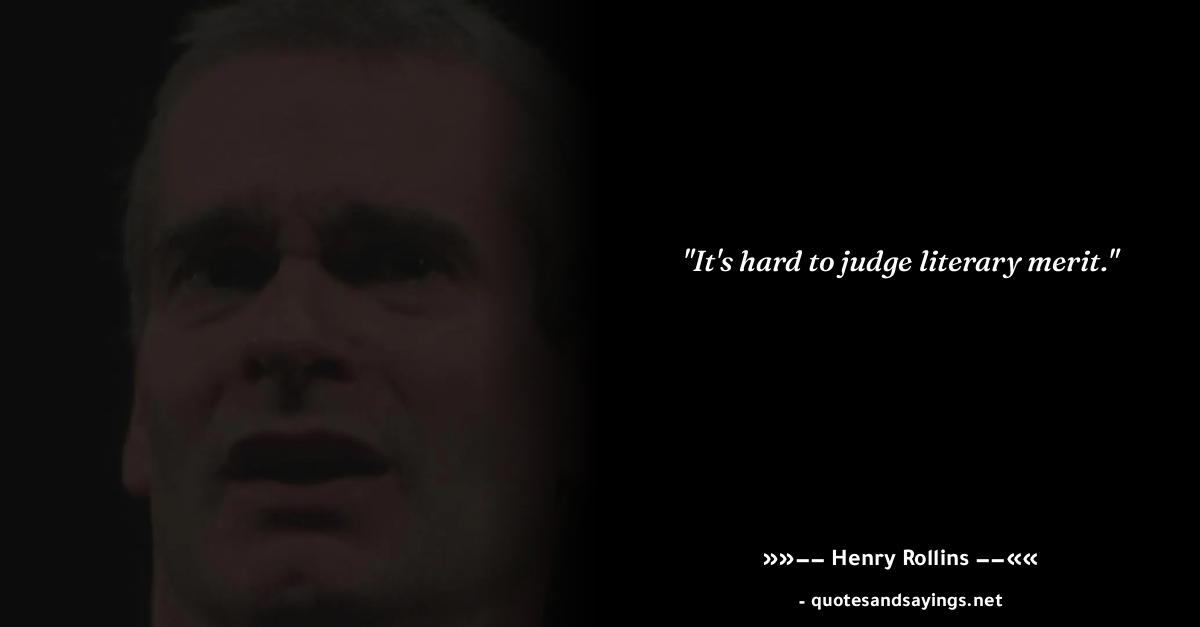 "It's hard to judge literary merit."
»»–– Henry Rollins ––««
- quotesandsayings.net